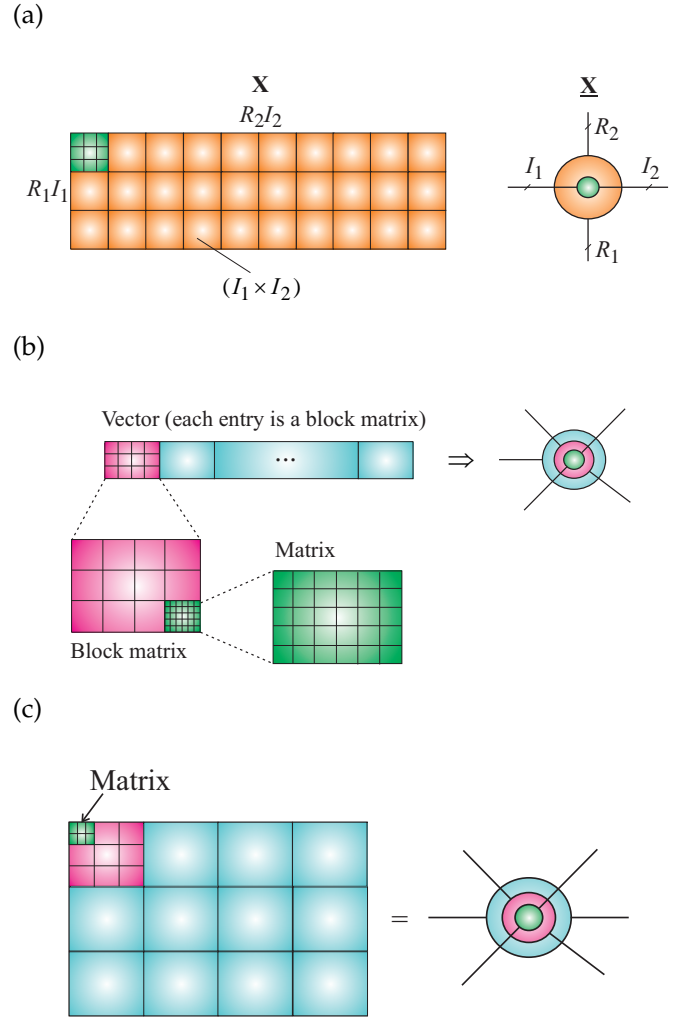 (a)
X
X
R₂I₂
R₁I₁
(I₁ × I₂)
R₂
I₁
I₂
R₁
(b)
Vector (each entry is a block matrix)
...
⇒
Matrix
Block matrix
(c)
Matrix
=